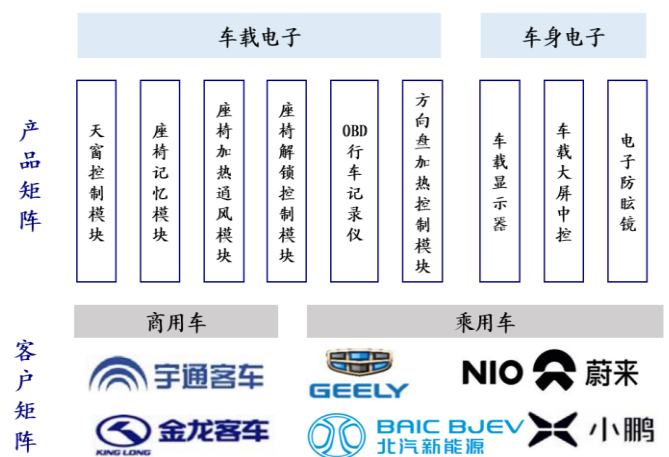 车载电子
车身电子
产品矩阵
天窗控制模块
座椅记忆模块
座椅加热通风模块
座椅解锁控制模块
OBD行车记录仪
方向盘加热控制模块
车载显示器
车载大屏中控
电子防眩镜
客户矩阵
商用车
乘用车
宇通客车
GEELY
NIO 蔚来
金龙客车
KING LONG
BAIC BJEV
北汽新能源
小鹏